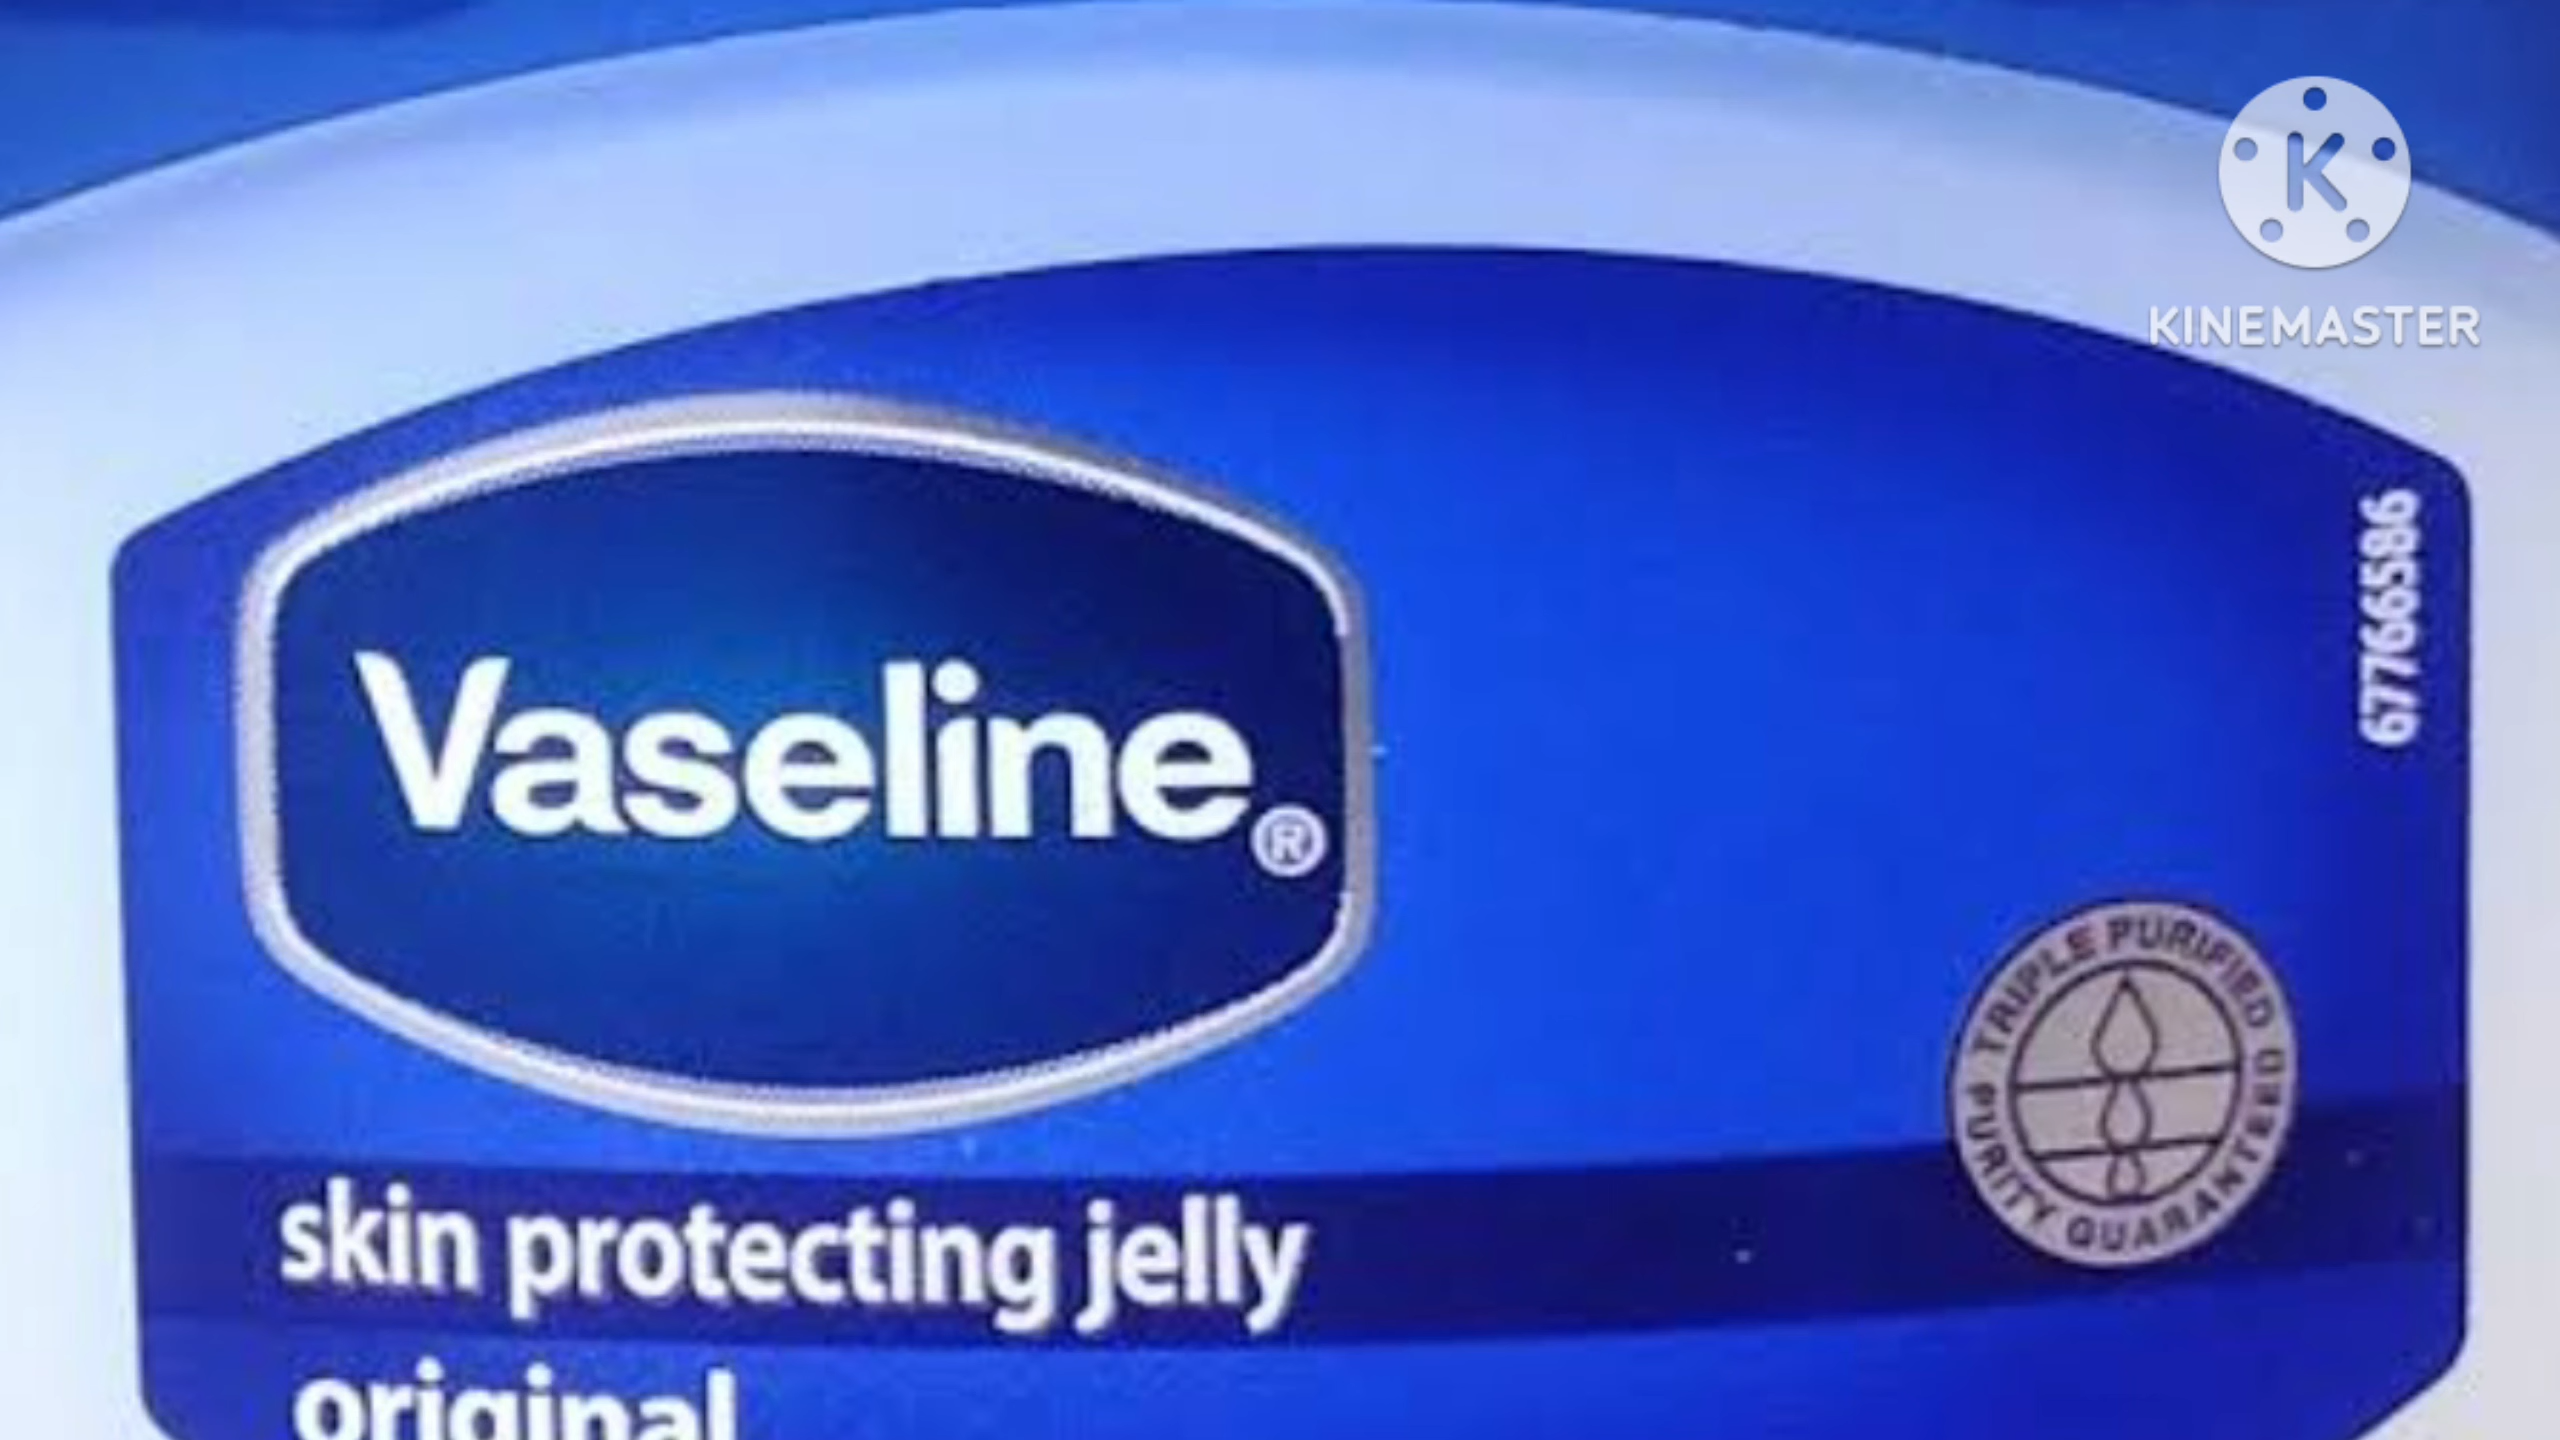 KINEMASTER
67766586
Vaseline®
TRIPLE PURIFIED
PURITY GUARANTEED
skin protecting jelly
original